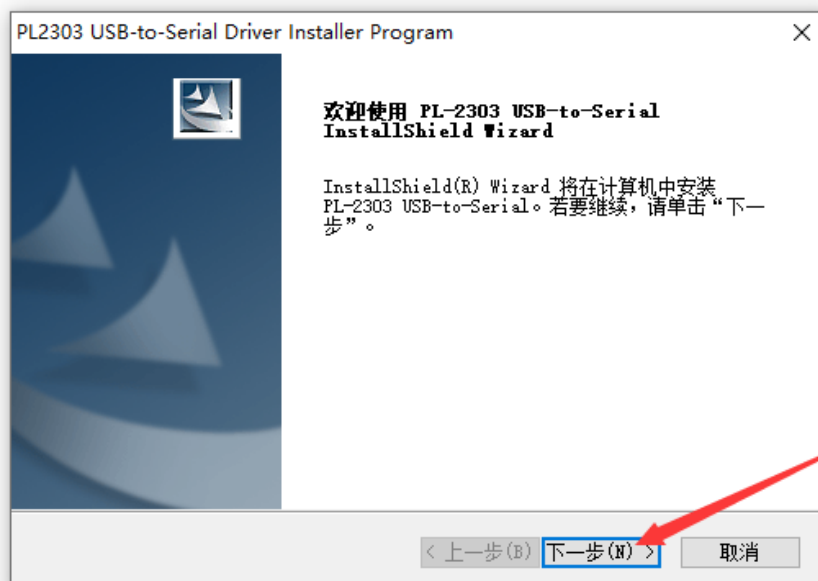 PL2303 USB-to-Serial Driver Installer Program
欢迎使用 PL-2303 USB-to-Serial
InstallShield Wizard
InstallShield(R) Wizard 将在计算机中安装
PL-2303 USB-to-Serial。若要继续，请单击“下一
步”。
< 上一步(B) 下一步(N) > 取消